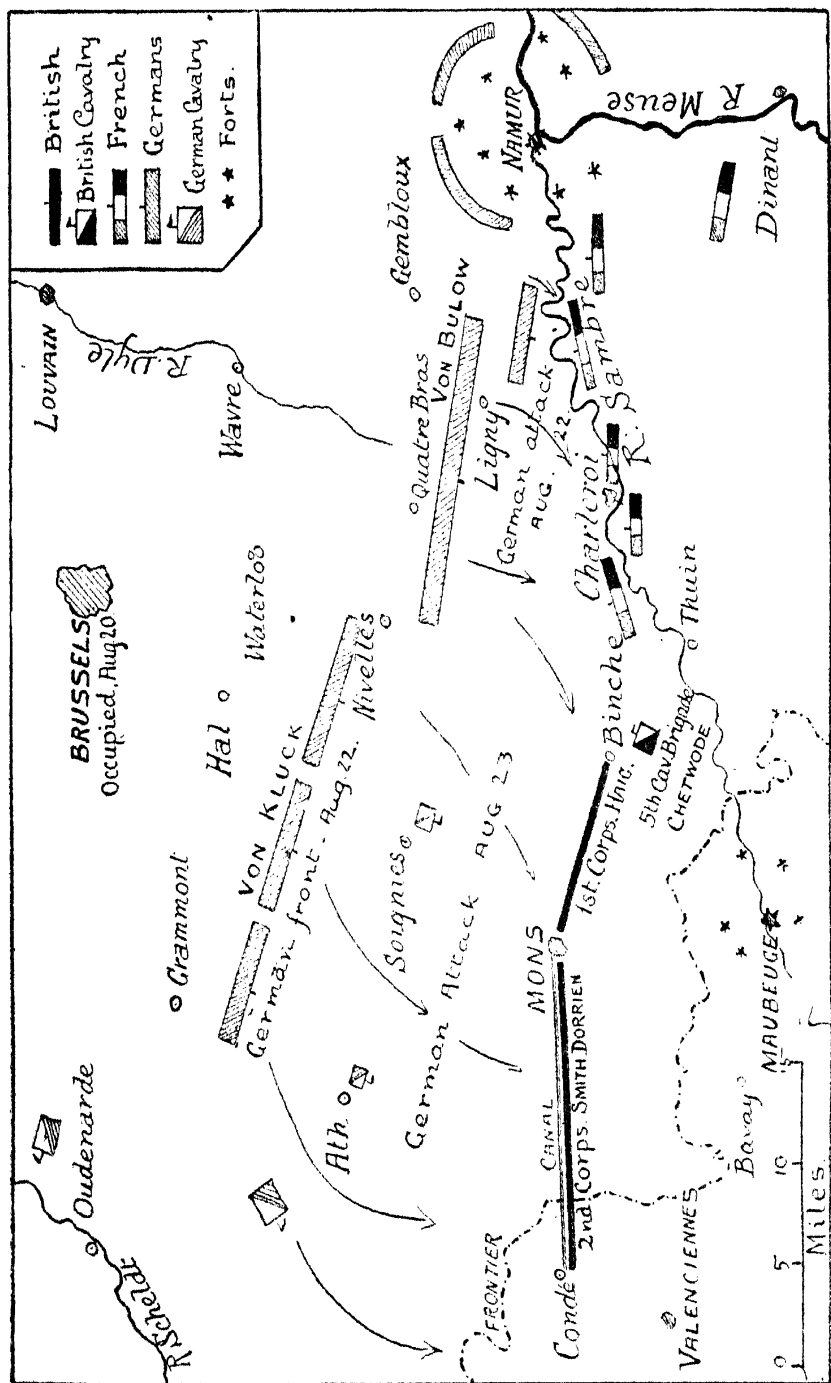 British
British Cavalry
French
Germans
German Cavalry
Forts.
R. Scheldt
Oudenarde
Grammont
BRUSSELS
Occupied, Aug 20
LOUVAIN
R. Dyle
Wavre
Hal
Waterloo
Ath
German front - Aug. 22.
VON KLUCK
Nivelles
Soignies
German Attack AUG 23
Quatre Bras
VON BULOW
Gembloux
Ligny
German attack
AUG. 22.
NAMUR
R Meuse
Dinant
FRONTIER
Condé
CANAL
2nd Corps. SMITH DORRIEN
MONS
1st. Corps. HAIG.
Binche
5th Cav. Brigade
CHETWODE
Charleroi
R. Sambre
Thuin
VALENCIENNES
Bavay
MAUBEUGE
0 5 10 15
Miles